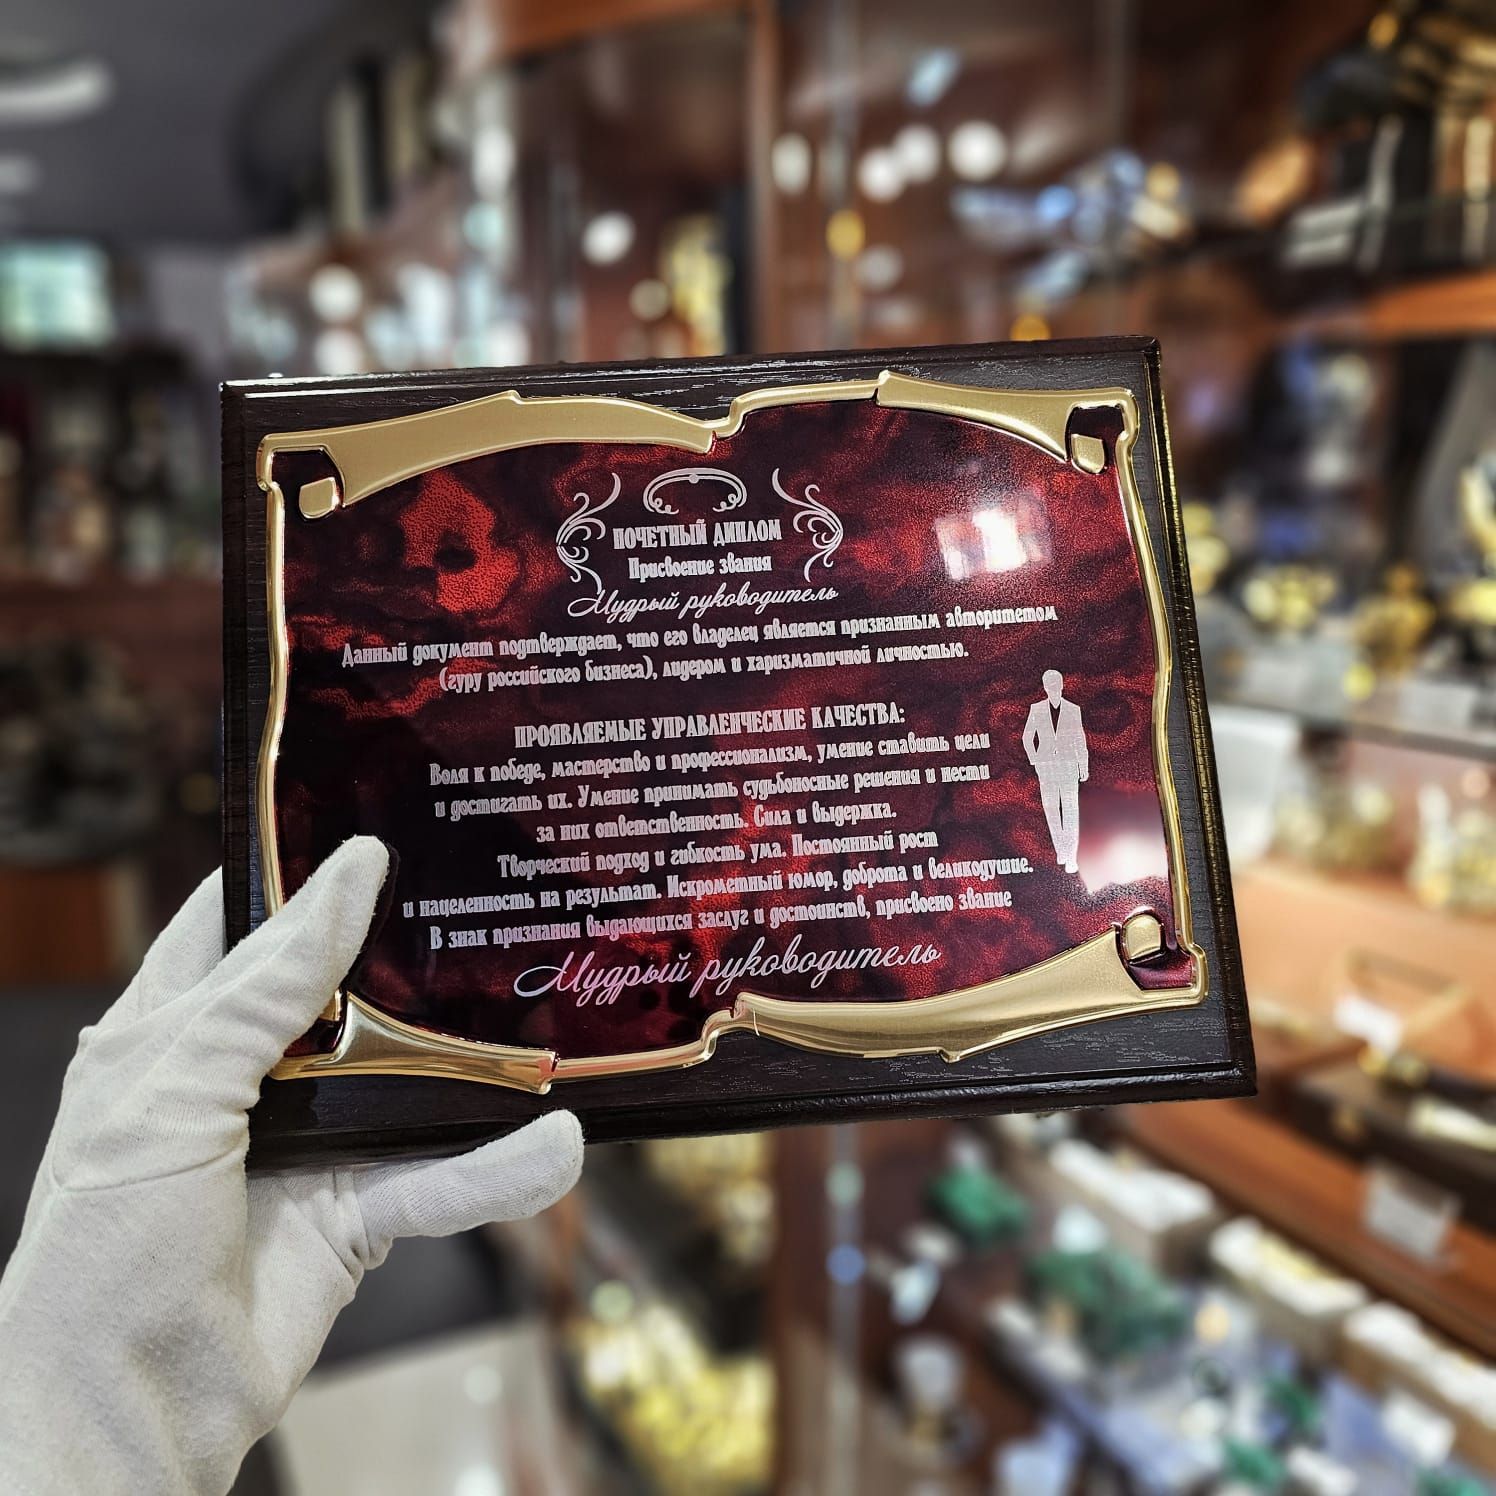 ПОЧЕТНЫЙ ДИПЛОМ
Присвоение звания
Мудрый руководитель
Данный документ подтверждает, что его владелец является признанным авторитетом
(гуру российского бизнеса), лидером и харизматичной личностью.
ПРОЯВЛЯЕМЫЕ УПРАВЛЕНЧЕСКИЕ КАЧЕСТВА:
Воля к победе, мастерство и профессионализм, умение ставить цели
и достигать их. Умение принимать судьбоносные решения и нести
за них ответственность. Сила и выдержка.
Творческий подход и гибкость ума. Постоянный рост
и нацеленность на результат. Искрометный юмор, доброта и великодушие.
В знак признания выдающихся заслуг и достоинств, присвоено звание
Мудрый руководитель